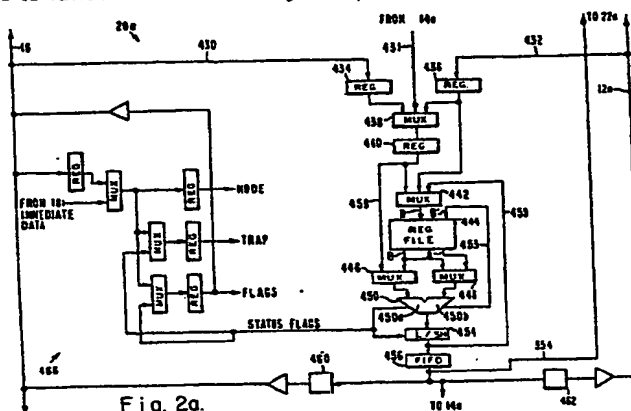 20a
FROM
14a
TO 22a
46
430
431
432
12a
434
REG
436
REG.
438
MUX
440
REG
REG
MUX
REG
MODE
FROM 18:
IMMEDIATE
DATA
458
MUX
442
444
REG
FILE
453
455
MUX
REG
TRAP
446
MUX
MUX
448
MUX
REG
FLAGS
450
450a
450b
STATUS FLAGS
454
456
FIFO
354
466
460
462
Fig. 2a.
TO 14a